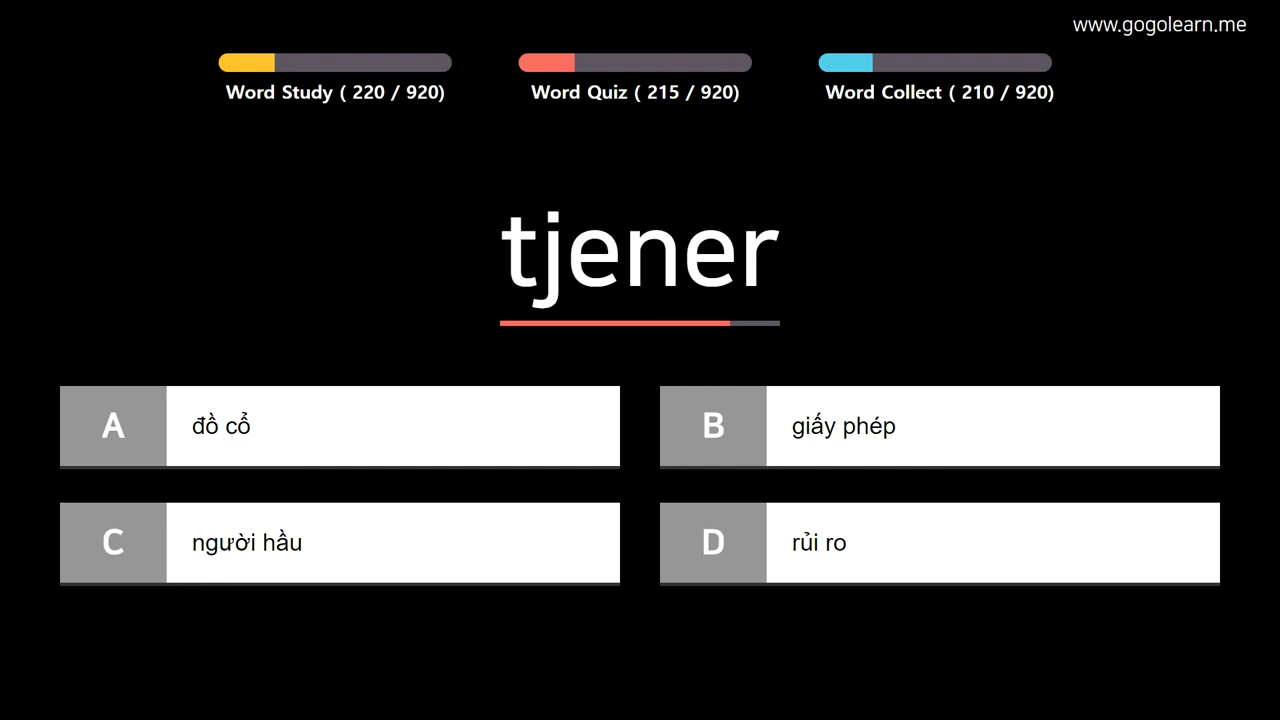 www.gogolearn.me
Word Study ( 220 / 920)
Word Quiz ( 215 / 920)
Word Collect ( 210 / 920)
tjener
A
đồ cổ
B
giấy phép
C
người hầu
D
rủi ro